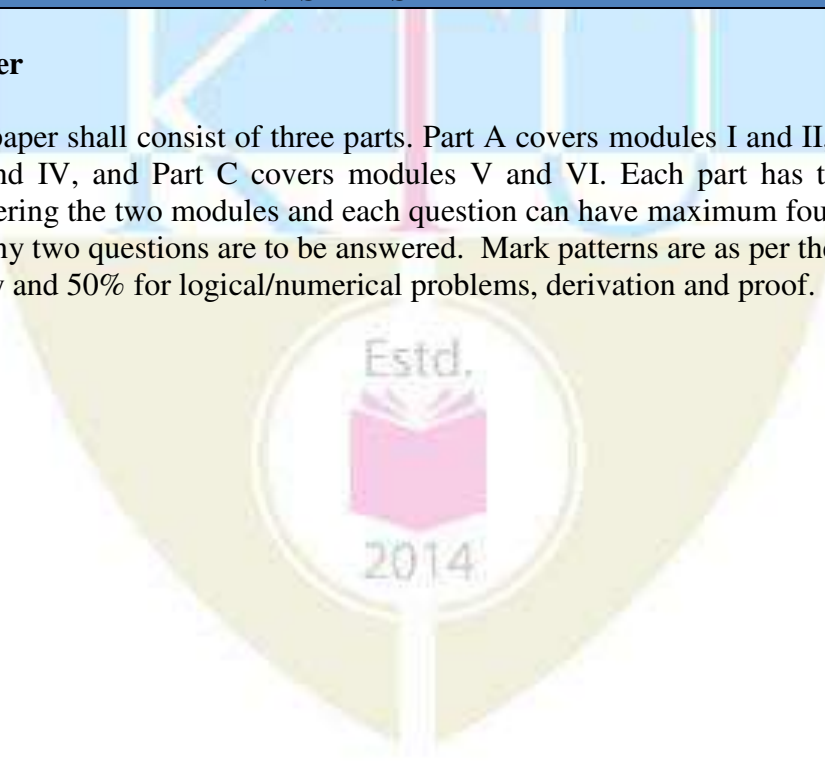 er
paper shall consist of three parts. Part A covers modules I and II.
nd IV, and Part C covers modules V and VI. Each part has t
ering the two modules and each question can have maximum fou
ny two questions are to be answered. Mark patterns are as per the
and 50% for logical/numerical problems, derivation and proof.
KTU
Estd.
2014